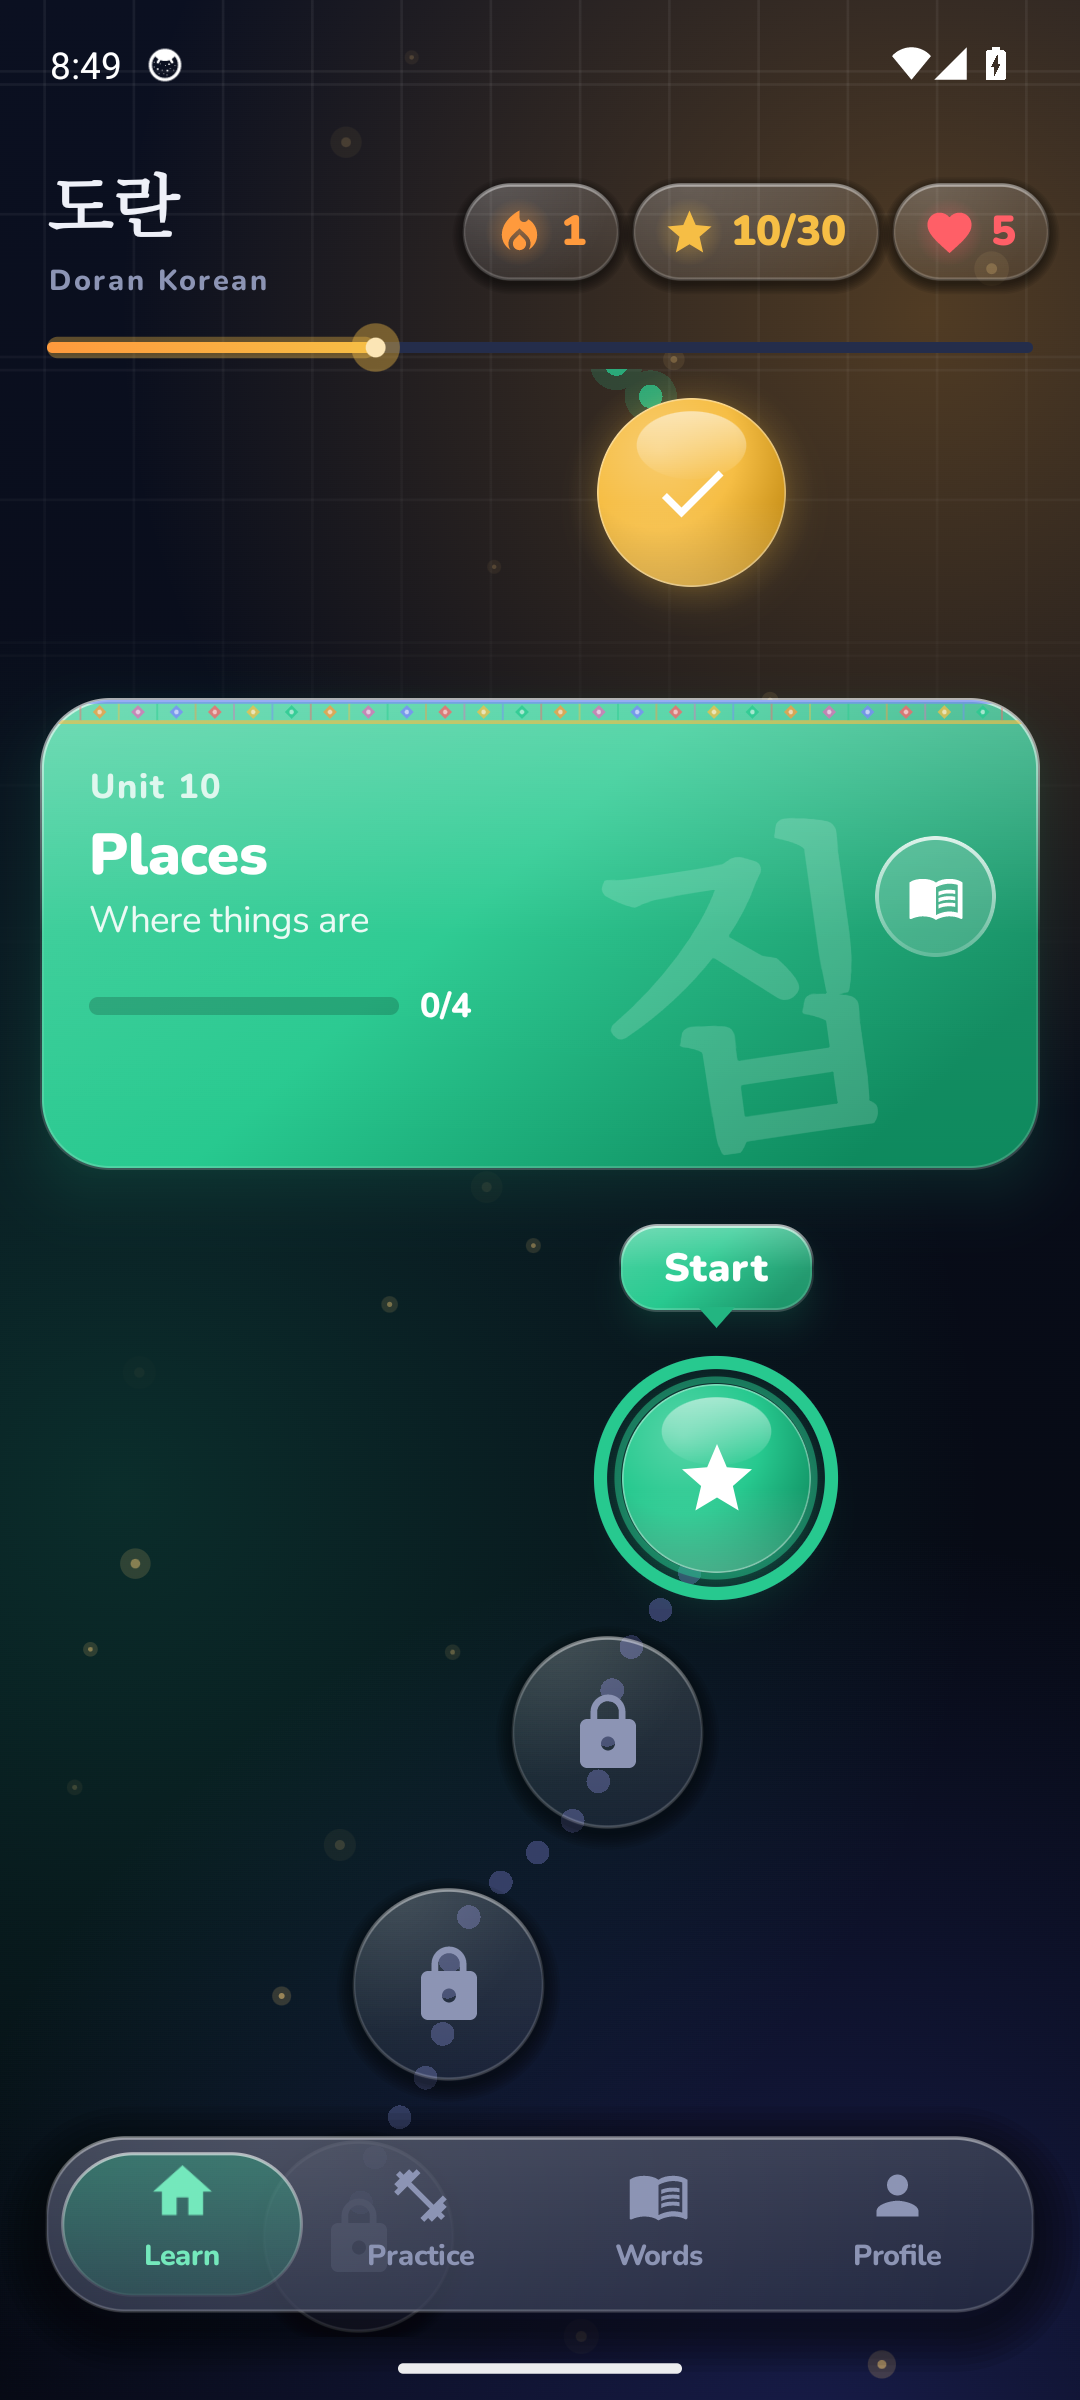 8:49
도란
Doran Korean
1
10/30
5
Unit 10
Places
Where things are
0/4
집
Start
Learn
Practice
Words
Profile